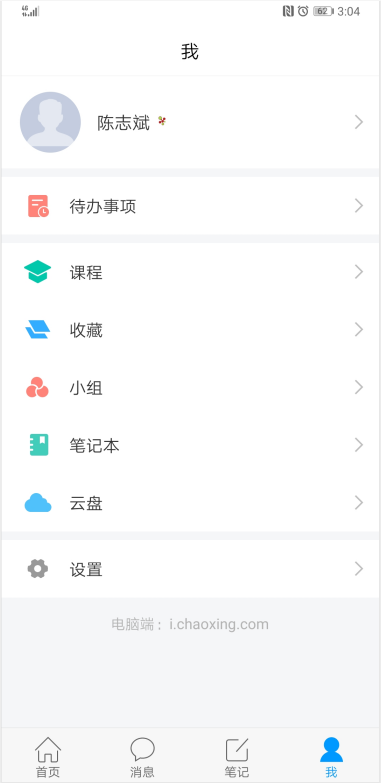 4G 62 3:04
我
陈志斌
待办事项
课程
收藏
小组
笔记本
云盘
设置
电脑端：i.chaoxing.com
首页 消息 笔记 我